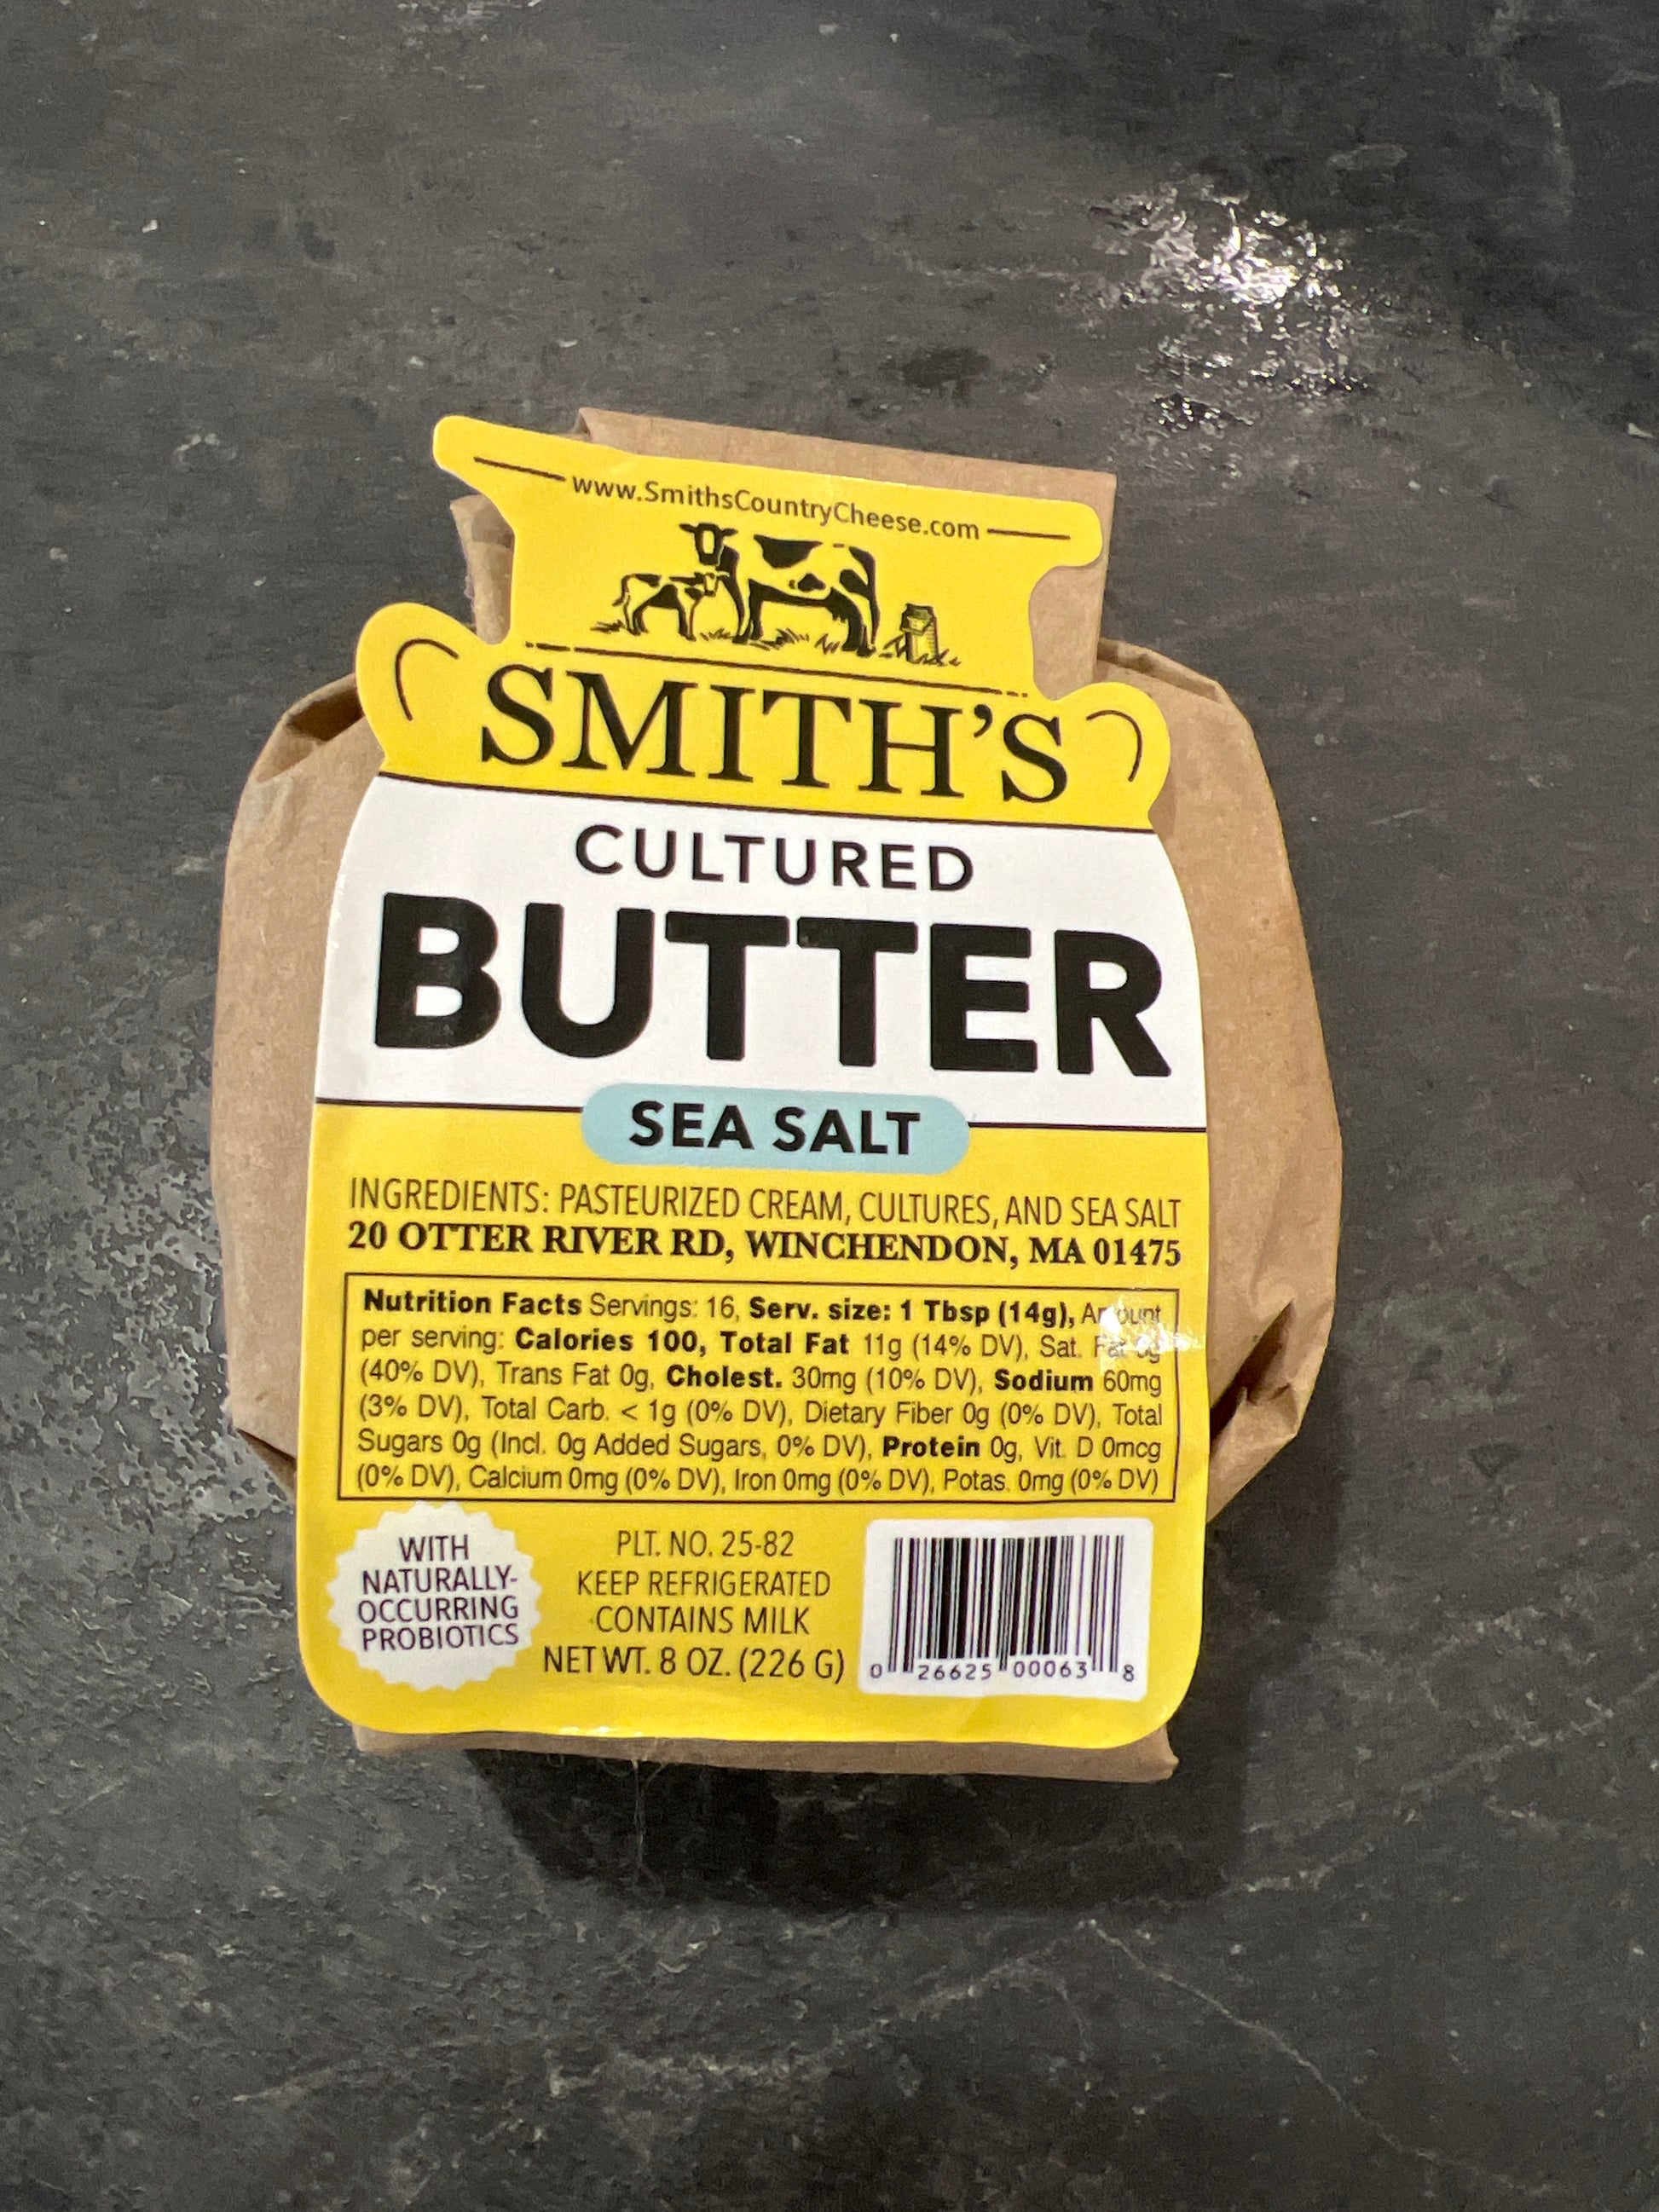 www.SmithsCountryCheese.com
SMITH'S
CULTURED
BUTTER
SEA SALT
INGREDIENTS: PASTEURIZED CREAM, CULTURES, AND SEA SALT
20 OTTER RIVER RD, WINCHENDON, MA 01475
Nutrition Facts Servings: 16, Serv. size: 1 Tbsp (14g), Amount
per serving: Calories 100, Total Fat 11g (14% DV), Sat. Fat
(40% DV), Trans Fat 0g, Cholest. 30mg (10% DV), Sodium 60mg
(3% DV), Total Carb. < 1g (0% DV), Dietary Fiber 0g (0% DV), Total
Sugars 0g (Incl. 0g Added Sugars, 0% DV), Protein 0g, Vit. D 0mcg
(0% DV), Calcium 0mg (0% DV), Iron 0mg (0% DV), Potas. 0mg (0% DV)
WITH
NATURALLY-
OCCURRING
PROBIOTICS
PLT. NO. 25-82
KEEP REFRIGERATED
CONTAINS MILK
NET WT. 8 OZ. (226 G)
0 26625 00063 8